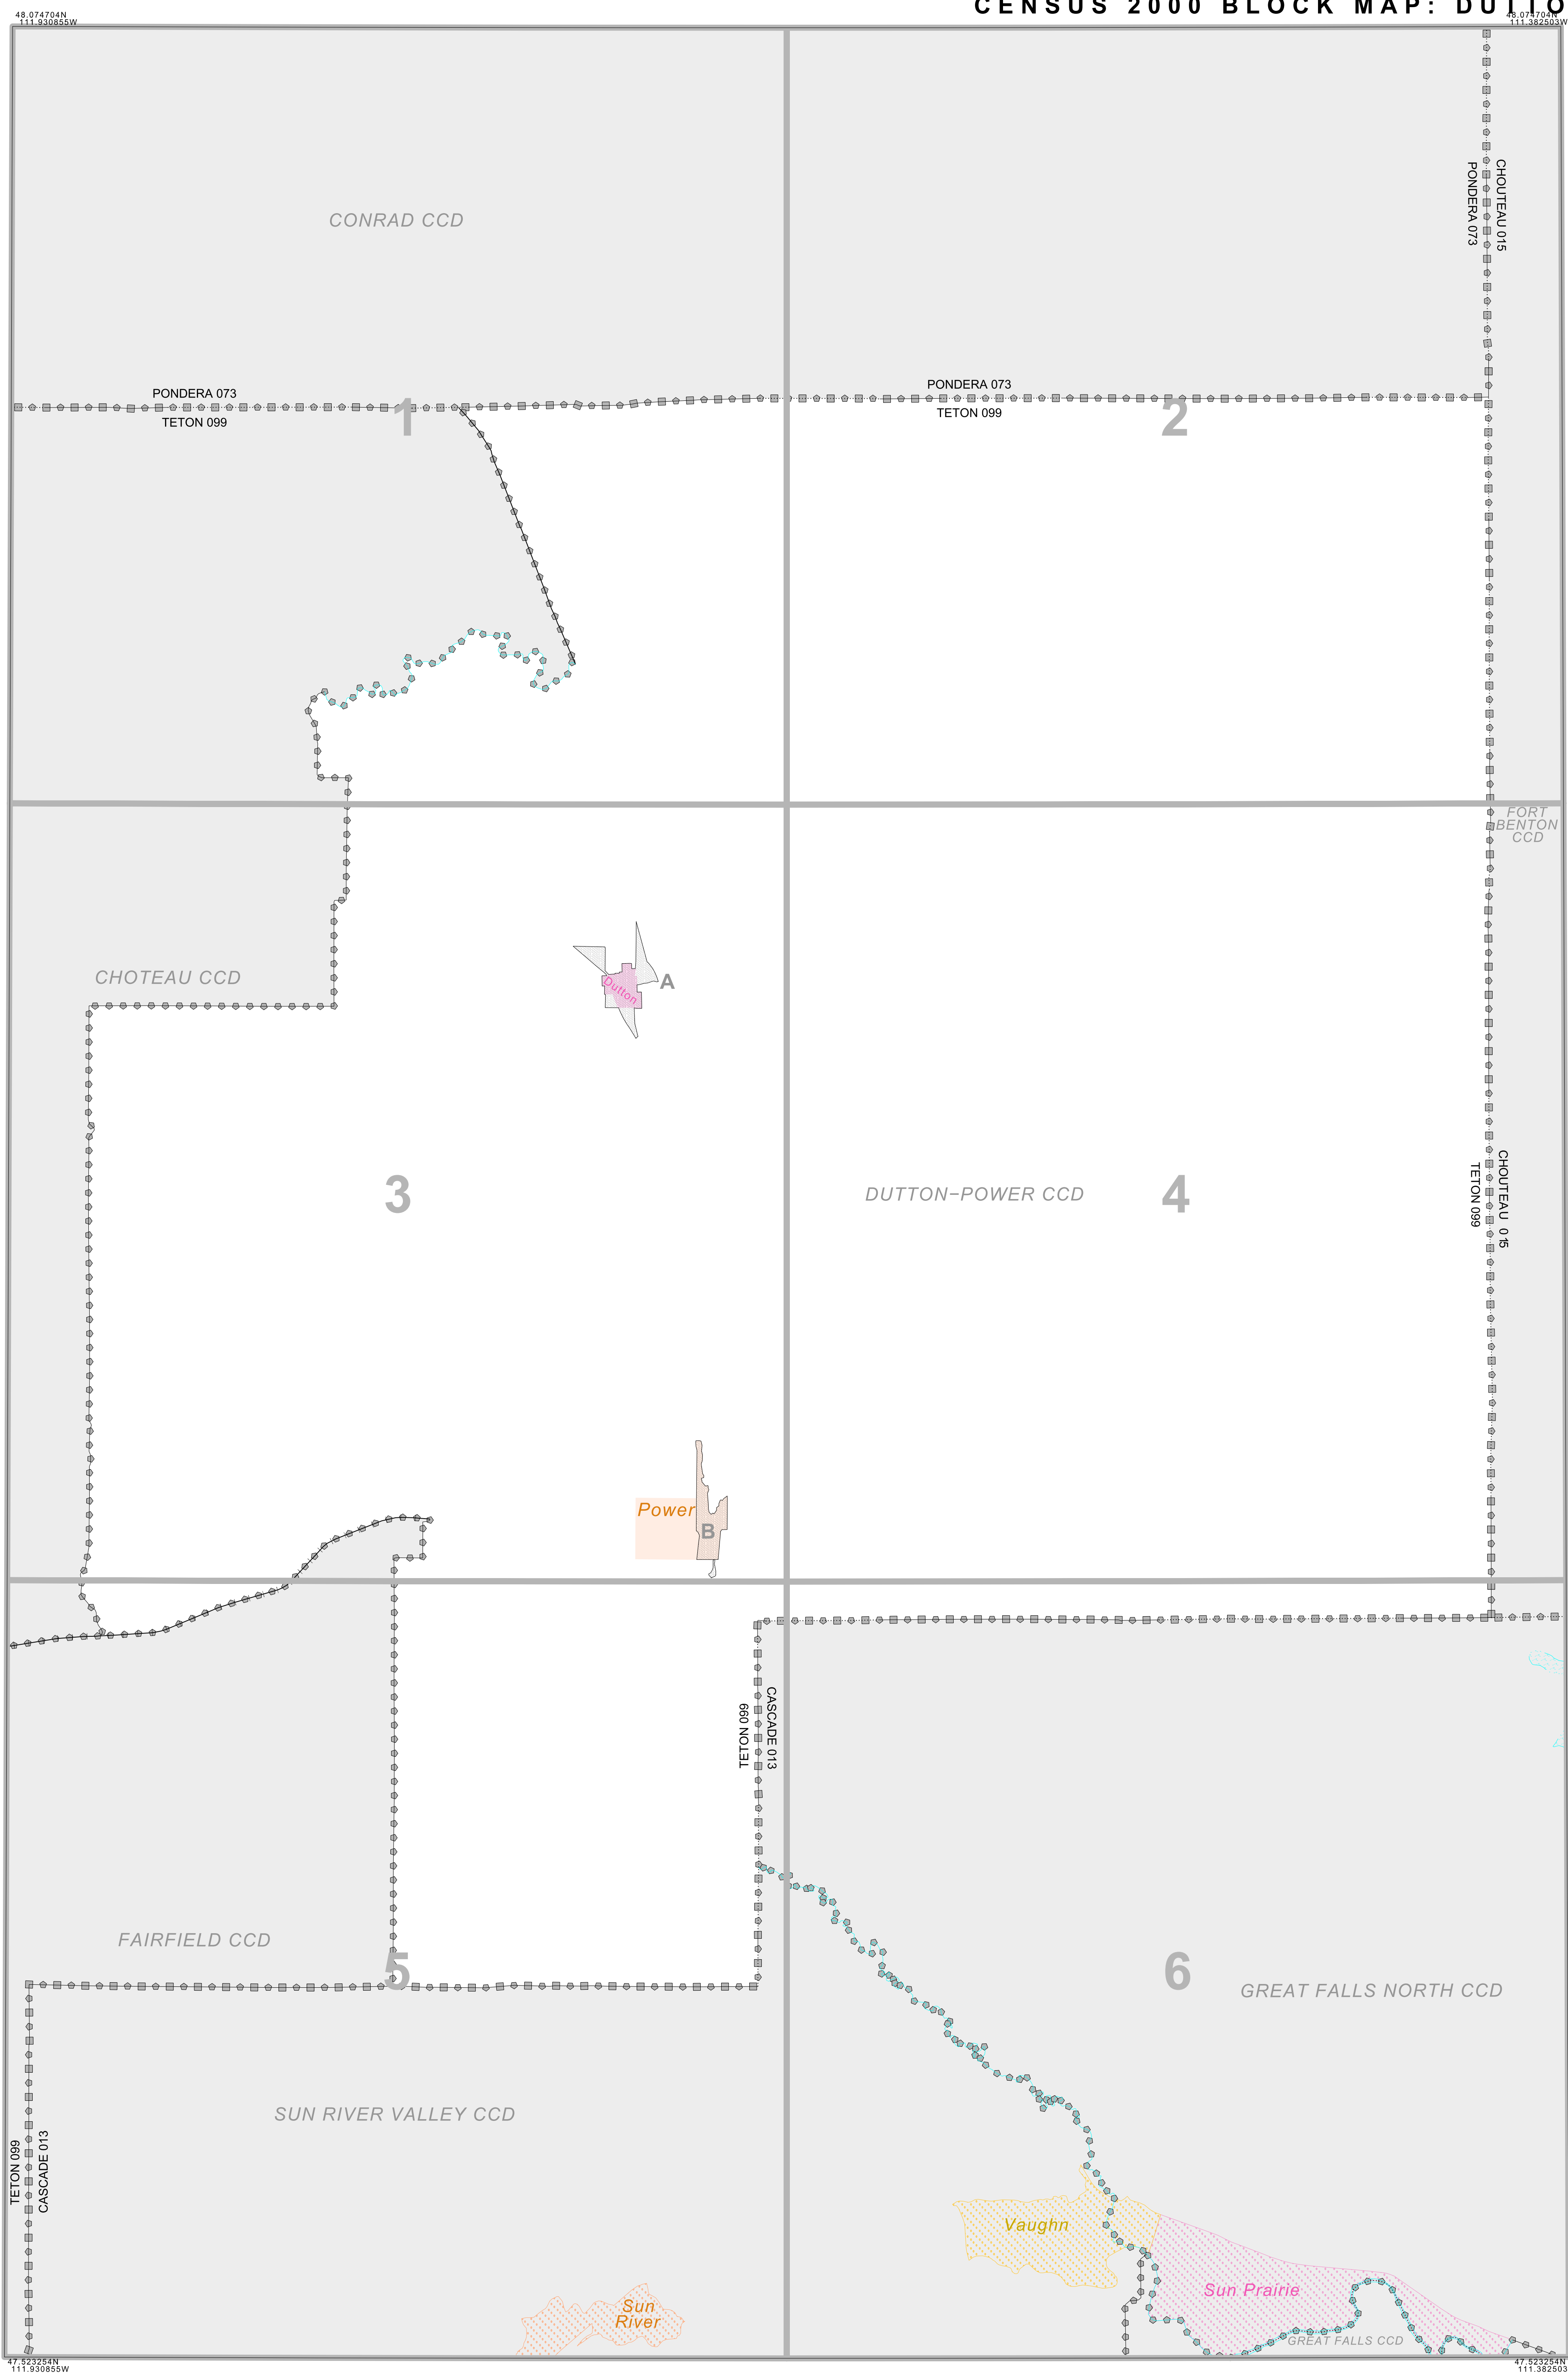 CENSUS 2000 BLOCK MAP: DUTTO
48.074704N
111.930855W
48.074704N
111.382503W
CHOUTEAU 015
PONDERA 073
CONRAD CCD
PONDERA 073
TETON 099
1
PONDERA 073
TETON 099
2
FORT
BENTON
CCD
CHOTEAU CCD
Dutton
A
3
DUTTON-POWER CCD
4
CHOUTEAU 015
TETON 099
Power
B
CASCADE 013
TETON 099
FAIRFIELD CCD
5
6
GREAT FALLS NORTH CCD
SUN RIVER VALLEY CCD
TETON 099
CASCADE 013
Vaughn
Sun Prairie
Sun
River
GREAT FALLS CCD
47.523254N
111.930855W
47.523254N
111.382503